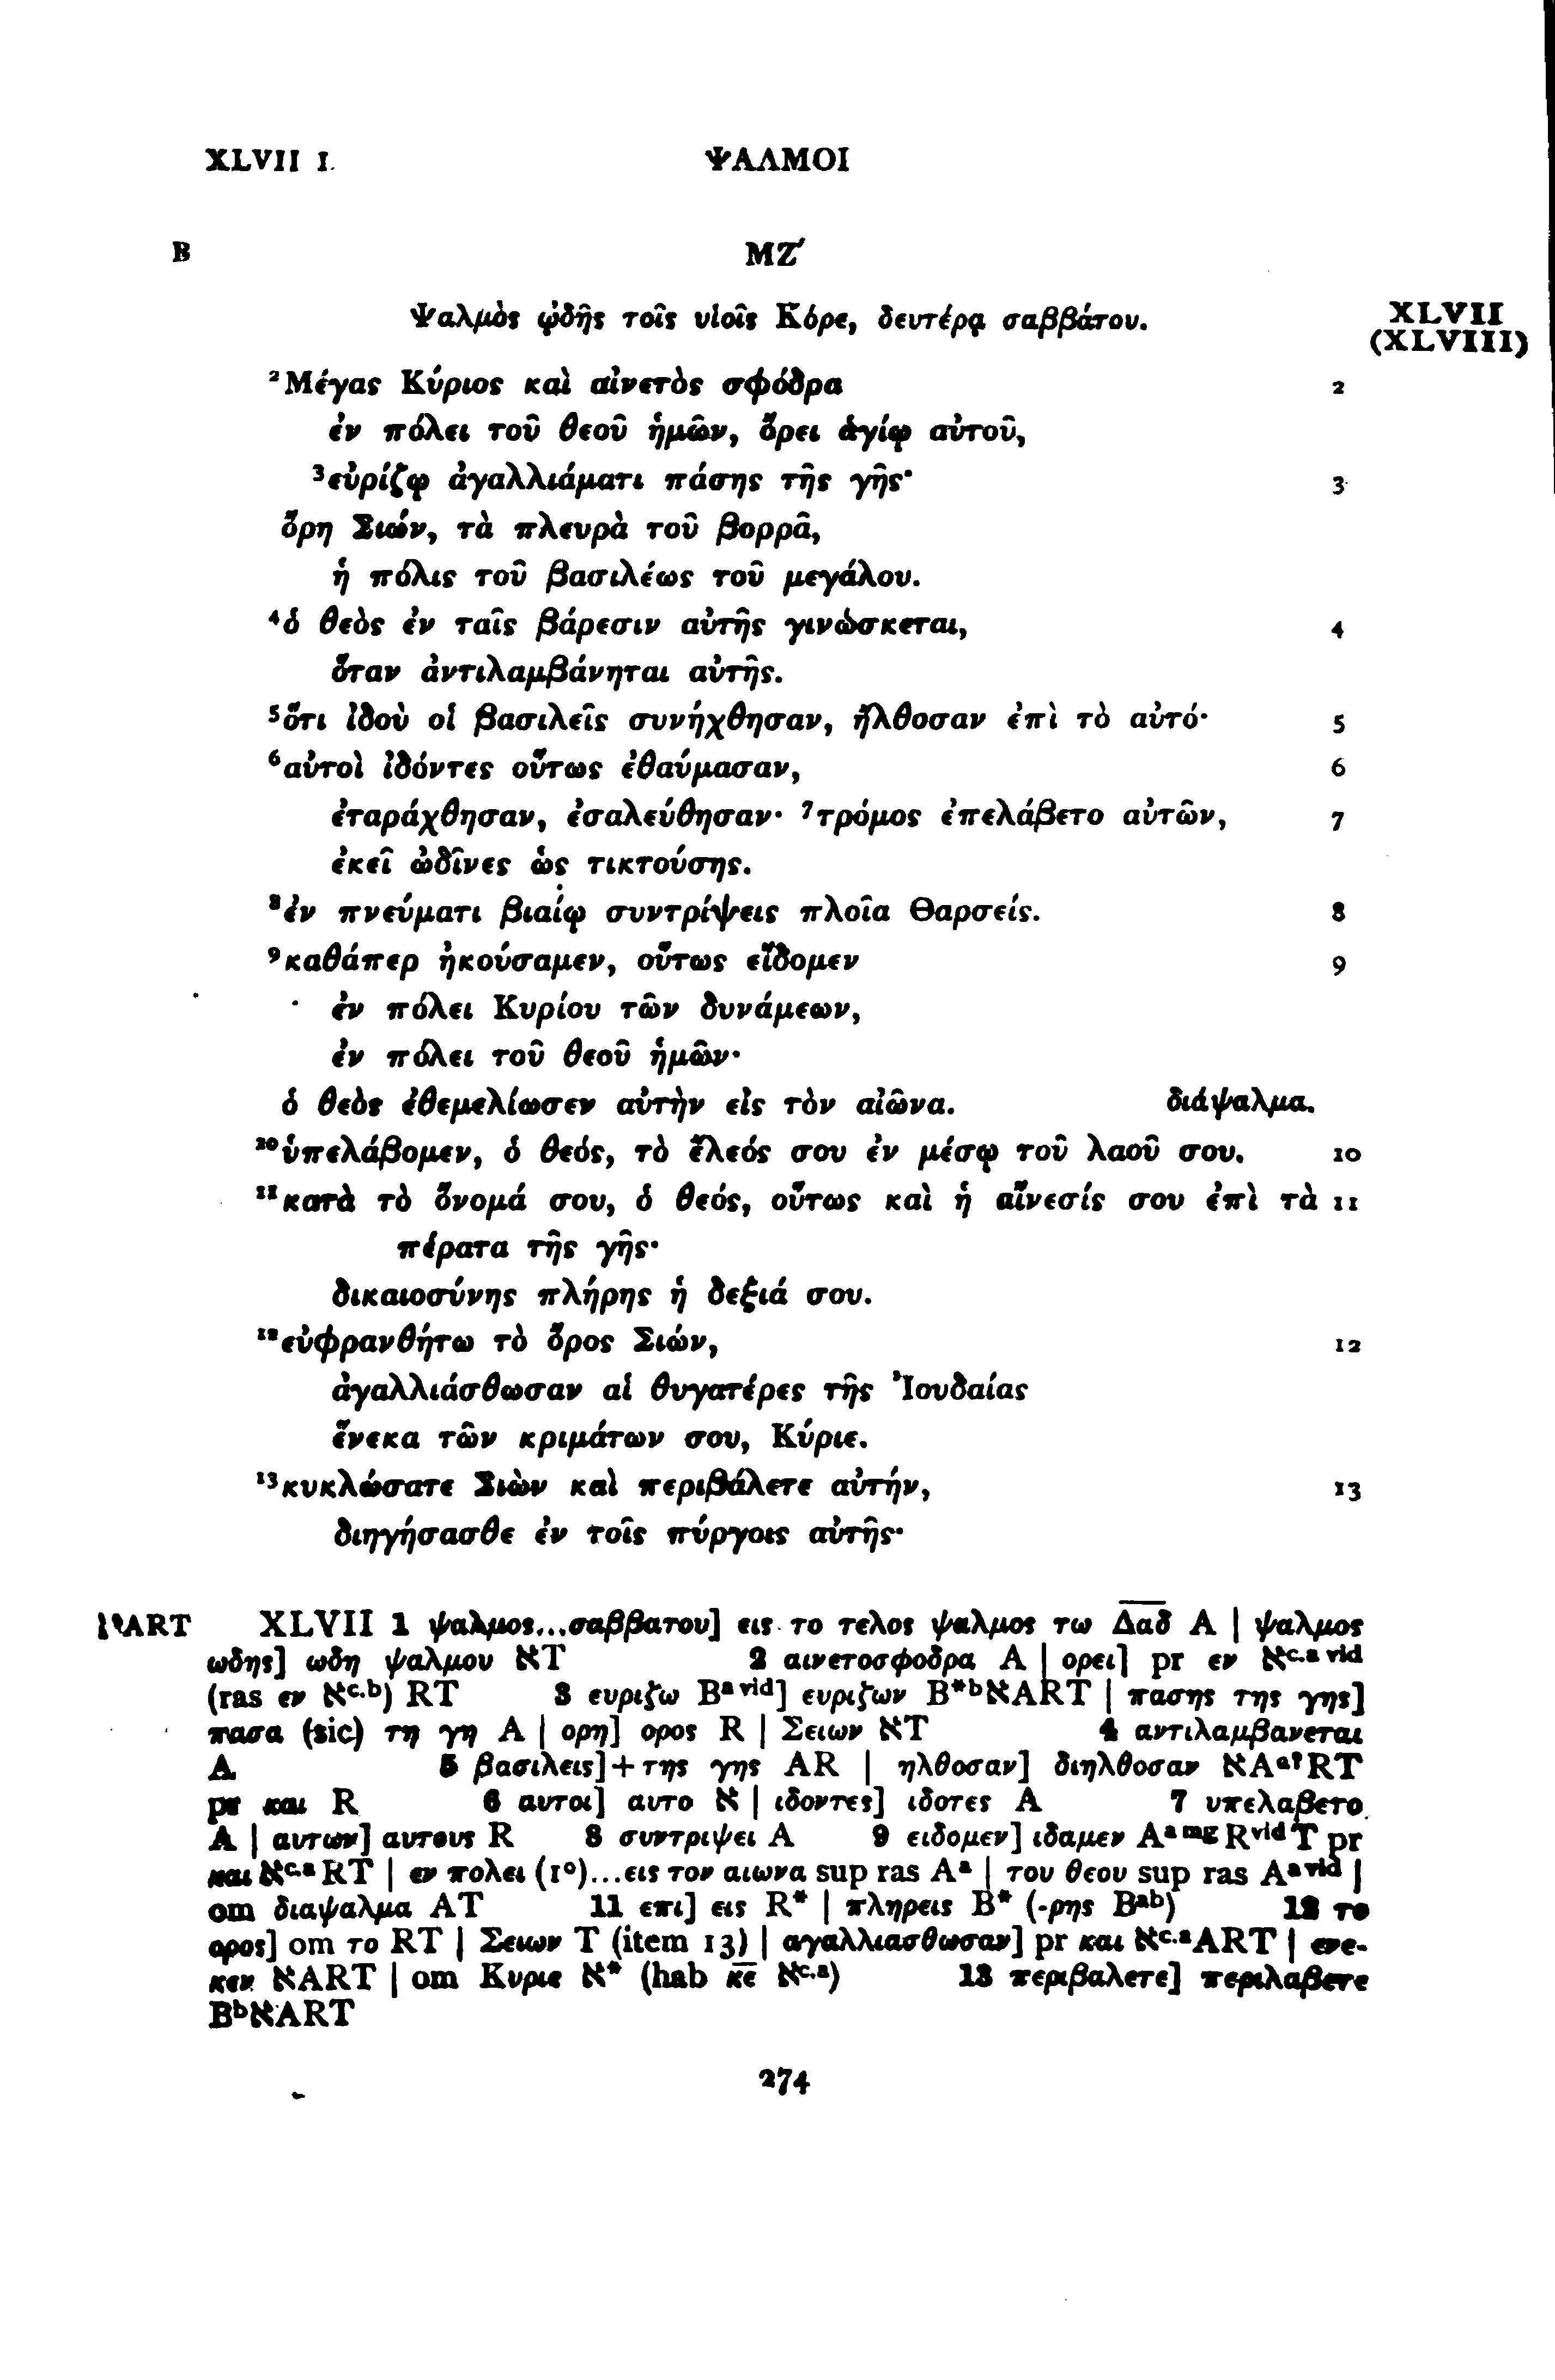 XLVII 1 ΨΑΛΜΟΙ
B ΜΖ΄
Ψαλμὸς ᾠδῆς τοῖς υἱοῖς Κόρε, δευτέρᾳ σαββάτου. XLVII
(XLVIII)
²Μέγας Κύριος καὶ αἰνετὸς σφόδρα 2
ἐν πόλει τοῦ θεοῦ ἡμῶν, ὄρει ἁγίῳ αὐτοῦ,
³εὐρίζῳ ἀγαλλιάματι πάσης τῆς γῆς· 3
ὄρη Σιών, τὰ πλευρὰ τοῦ βορρᾶ,
ἡ πόλις τοῦ βασιλέως τοῦ μεγάλου.
⁴ὁ θεὸς ἐν ταῖς βάρεσιν αὐτῆς γινώσκεται, 4
ὅταν ἀντιλαμβάνηται αὐτῆς.
⁵ὅτι ἰδοὺ οἱ βασιλεῖς συνήχθησαν, ἤλθοσαν ἐπὶ τὸ αὐτό· 5
⁶αὐτοὶ ἰδόντες οὕτως ἐθαύμασαν, 6
ἐταράχθησαν, ἐσαλεύθησαν· ⁷τρόμος ἐπελάβετο αὐτῶν, 7
ἐκεῖ ὠδῖνες ὡς τικτούσης.
⁸ἐν πνεύματι βιαίῳ συντρίψεις πλοῖα Θαρσείς. 8
⁹καθάπερ ἠκούσαμεν, οὕτως εἴδομεν 9
ἐν πόλει Κυρίου τῶν δυνάμεων,
ἐν πόλει τοῦ θεοῦ ἡμῶν·
ὁ θεὸς ἐθεμελίωσεν αὐτὴν εἰς τὸν αἰῶνα. διάψαλμα.
¹⁰ὑπελάβομεν, ὁ θεός, τὸ ἔλεός σου ἐν μέσῳ τοῦ λαοῦ σου. 10
¹¹κατὰ τὸ ὄνομά σου, ὁ θεός, οὕτως καὶ ἡ αἴνεσίς σου ἐπὶ τὰ 11
πέρατα τῆς γῆς·
δικαιοσύνης πλήρης ἡ δεξιά σου.
¹²εὐφρανθήτω τὸ ὄρος Σιών, 12
ἀγαλλιάσθωσαν αἱ θυγατέρες τῆς Ἰουδαίας
ἕνεκα τῶν κριμάτων σου, Κύριε.
¹³κυκλώσατε Σιὼν καὶ περιβάλετε αὐτήν, 13
διηγήσασθε ἐν τοῖς πύργοις αὐτῆς·
אART XLVII 1 ψαλμος...σαββατου] εις το τελος ψαλμος τω Δαδ A | ψαλμος
ωδης] ωδη ψαλμου אT 2 αινετοσφοδρα A | ορει] pr εν א^c.a vid
(ras εν א^c.b) RT 3 ευριζω B^a vid] ευριζων B*^bאART | πασης της γης]
πασα (sic) τη γη A | ορη] ορος R | Σειων אT 4 αντιλαμβανεται
A 5 βασιλεις]+της γης AR | ηλθοσαν] διηλθοσαν אA^a?RT
pr και R 6 αυτοι] αυτο א | ιδοντες] ιδοτες A 7 υπελαβετο
A | αυτων] αυτους R 8 συντριψει A 9 ειδομεν] ιδαμεν A^a mg R^vid T pr
και א^c.a RT | εν πολει (1°)...εις τον αιωνα sup ras A^a | του θεου sup ras A^a vid |
om διαψαλμα AT 11 επι] εις R* | πληρεις B* (-ρης B^ab) 12 το
ορος] om το RT | Σειων T (item 13) | αγαλλιασθωσαν] pr και א^c.a ART | ενε-
κεν אART | om Κυριε א* (hab κε א^c.a) 13 περιβαλετε] περιλαβετε
B^bאART
274